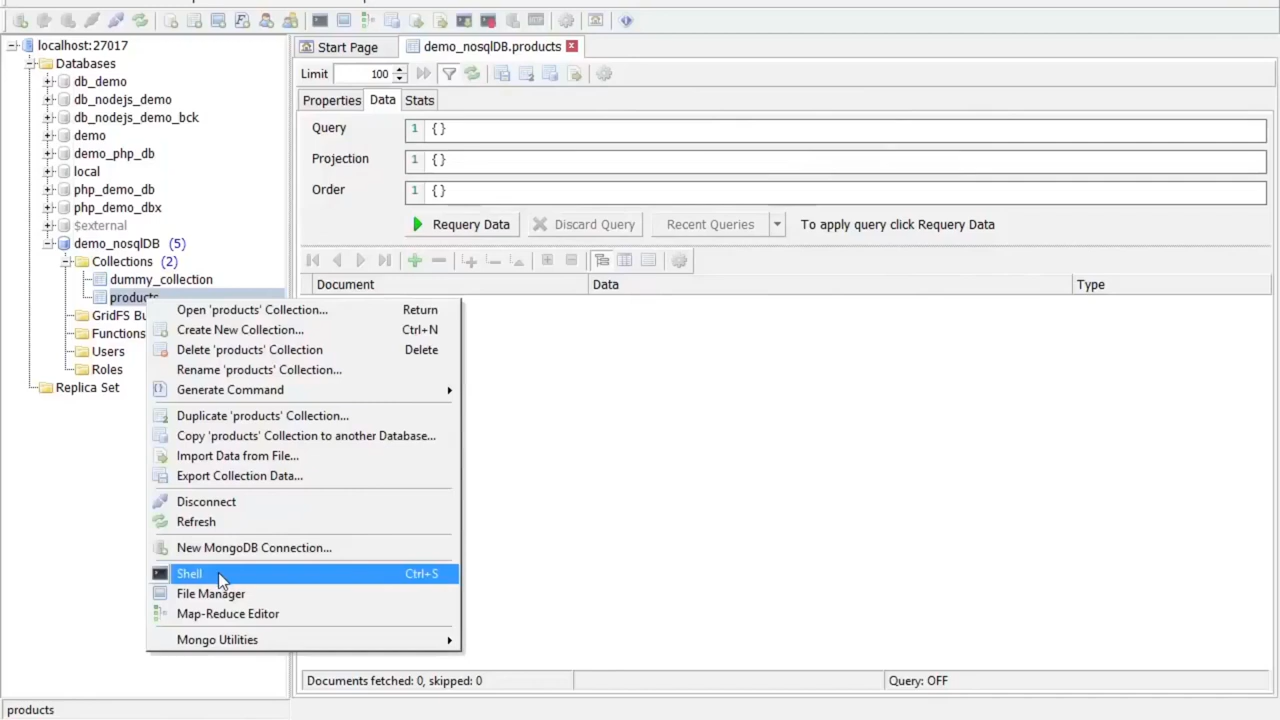 localhost:27017
Databases
db_demo
db_nodejs_demo
db_nodejs_demo_bck
demo
demo_php_db
local
php_demo_db
php_demo_dbx
$external
demo_nosqlDB (5)
Collections (2)
dummy_collection
products
GridFS Bu
Functions
Users
Roles
Replica Set
Start Page
demo_nosqlDB.products
Limit 100
Properties Data Stats
Query 1 {}
Projection 1 {}
Order 1 {}
Requery Data Discard Query Recent Queries To apply query click Requery Data
Document Data Type
Open 'products' Collection... Return
Create New Collection... Ctrl+N
Delete 'products' Collection Delete
Rename 'products' Collection...
Generate Command
Duplicate 'products' Collection...
Copy 'products' Collection to another Database...
Import Data from File...
Export Collection Data...
Disconnect
Refresh
New MongoDB Connection...
Shell Ctrl+S
File Manager
Map-Reduce Editor
Mongo Utilities
Documents fetched: 0, skipped: 0
Query: OFF
products